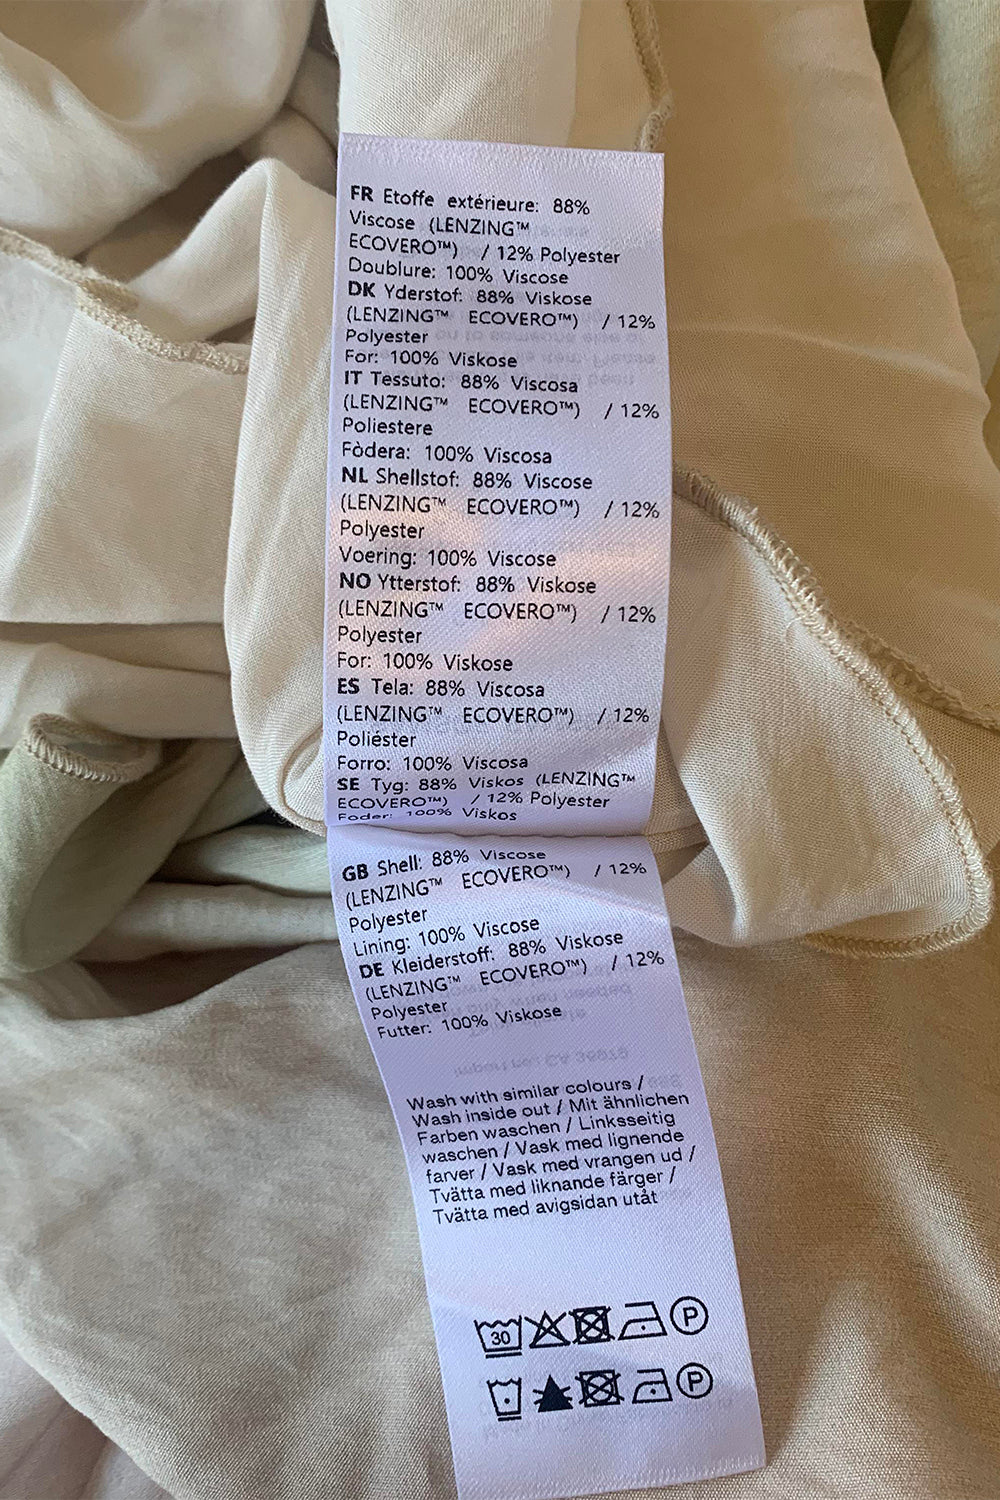 FR Etoffe extérieure: 88%
Viscose (LENZING™
ECOVERO™) / 12% Polyester
Doublure: 100% Viscose
DK Yderstof: 88% Viskose
(LENZING™ ECOVERO™) / 12%
Polyester
For: 100% Viskose
IT Tessuto: 88% Viscosa
(LENZING™ ECOVERO™) / 12%
Poliestere
Fòdera: 100% Viscosa
NL Shellstof: 88% Viscose
(LENZING™ ECOVERO™) / 12%
Polyester
Voering: 100% Viscose
NO Ytterstof: 88% Viskose
(LENZING™ ECOVERO™) / 12%
Polyester
For: 100% Viskose
ES Tela: 88% Viscosa
(LENZING™ ECOVERO™) / 12%
Poliéster
Forro: 100% Viscosa
SE Tyg: 88% Viskos (LENZING™
ECOVERO™) / 12% Polyester
Foder: 100% Viskos
GB Shell: 88% Viscose
(LENZING™ ECOVERO™) / 12%
Polyester
Lining: 100% Viscose
DE Kleiderstoff: 88% Viskose
(LENZING™ ECOVERO™) / 12%
Polyester
Futter: 100% Viskose
Wash with similar colours /
Wash inside out / Mit ähnlichen
Farben waschen / Linksseitig
waschen / Vask med lignende
farver / Vask med vrangen ud /
Tvätta med liknande färger /
Tvätta med avigsidan utåt
30 P
P